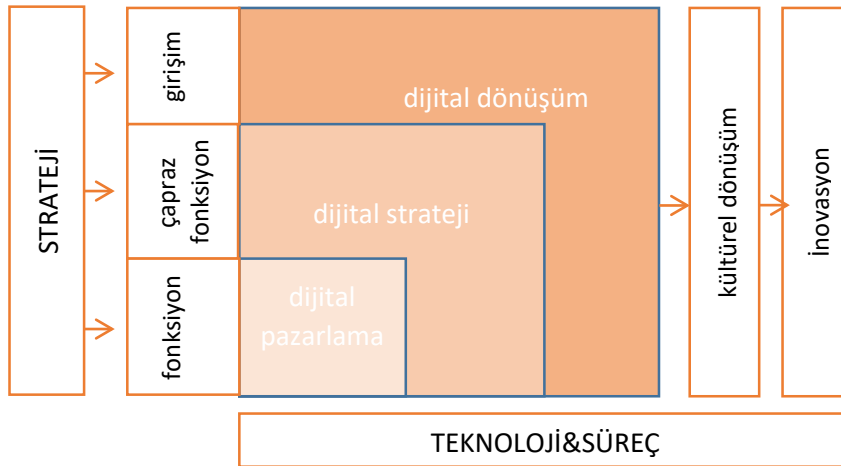 STRATEJİ
girişim
çapraz
fonksiyon
fonksiyon
dijital dönüşüm
dijital strateji
dijital
pazarlama
kültürel dönüşüm
İnovasyon
TEKNOLOJİ&SÜREÇ